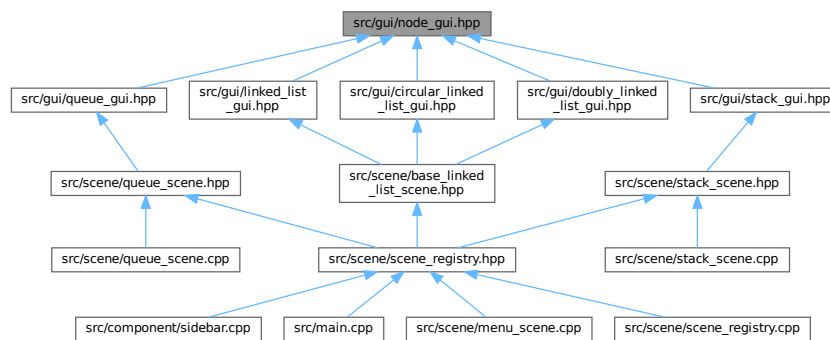 src/gui/node_gui.hpp
src/gui/queue_gui.hpp
src/gui/linked_list
_gui.hpp
src/gui/circular_linked
_list_gui.hpp
src/gui/doubly_linked
_list_gui.hpp
src/gui/stack_gui.hpp
src/scene/queue_scene.hpp
src/scene/base_linked
_list_scene.hpp
src/scene/stack_scene.hpp
src/scene/queue_scene.cpp
src/scene/scene_registry.hpp
src/scene/stack_scene.cpp
src/component/sidebar.cpp
src/main.cpp
src/scene/menu_scene.cpp
src/scene/scene_registry.cpp